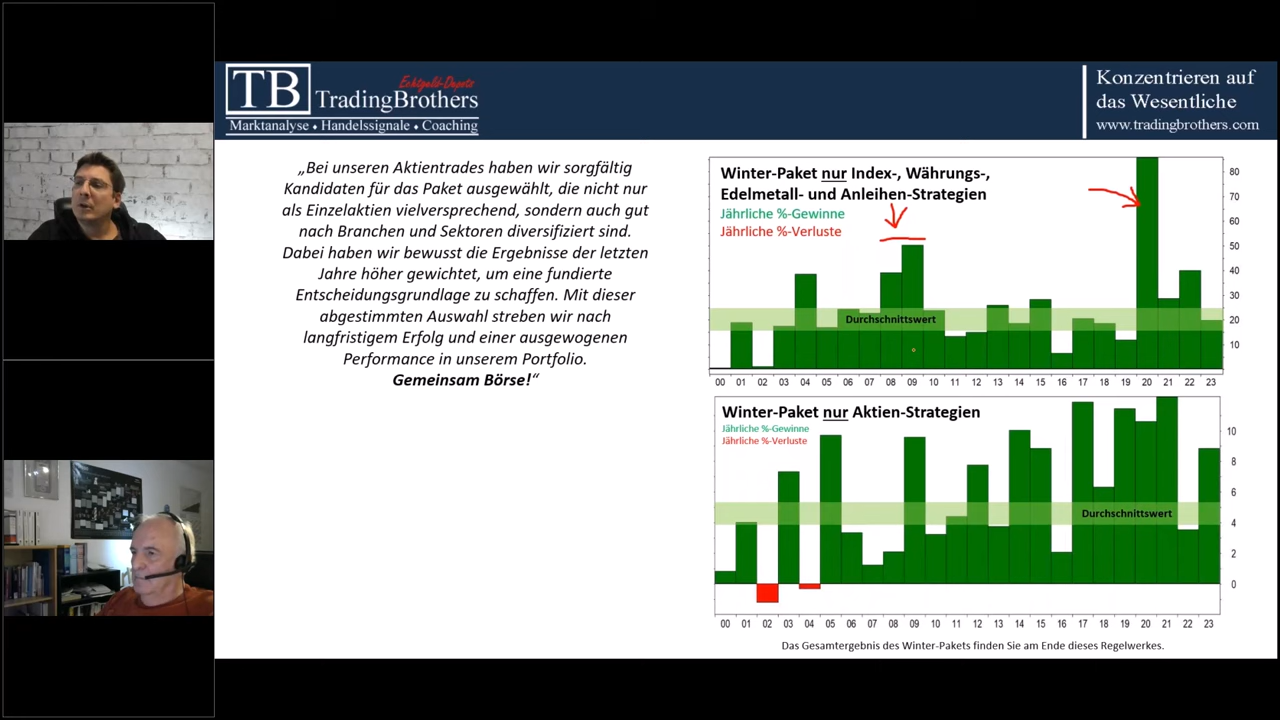 TB
Echtgeld-Depots
TradingBrothers
Marktanalyse ♦ Handelssignale ♦ Coaching
Konzentrieren auf
das Wesentliche
www.tradingbrothers.com
„Bei unseren Aktientrades haben wir sorgfältig
Kandidaten für das Paket ausgewählt, die nicht nur
als Einzelaktien vielversprechend, sondern auch gut
nach Branchen und Sektoren diversifiziert sind.
Dabei haben wir bewusst die Ergebnisse der letzten
Jahre höher gewichtet, um eine fundierte
Entscheidungsgrundlage zu schaffen. Mit dieser
abgestimmten Auswahl streben wir nach
langfristigem Erfolg und einer ausgewogenen
Performance in unserem Portfolio.
Gemeinsam Börse!“
Winter-Paket nur Index-, Währungs-,
Edelmetall- und Anleihen-Strategien
Jährliche %-Gewinne
Jährliche %-Verluste
Durchschnittswert
80
70
60
50
40
30
20
10
00 01 02 03 04 05 06 07 08 09 10 11 12 13 14 15 16 17 18 19 20 21 22 23
Winter-Paket nur Aktien-Strategien
Jährliche %-Gewinne
Jährliche %-Verluste
Durchschnittswert
10
8
6
4
2
0
00 01 02 03 04 05 06 07 08 09 10 11 12 13 14 15 16 17 18 19 20 21 22 23
Das Gesamtergebnis des Winter-Pakets finden Sie am Ende dieses Regelwerkes.